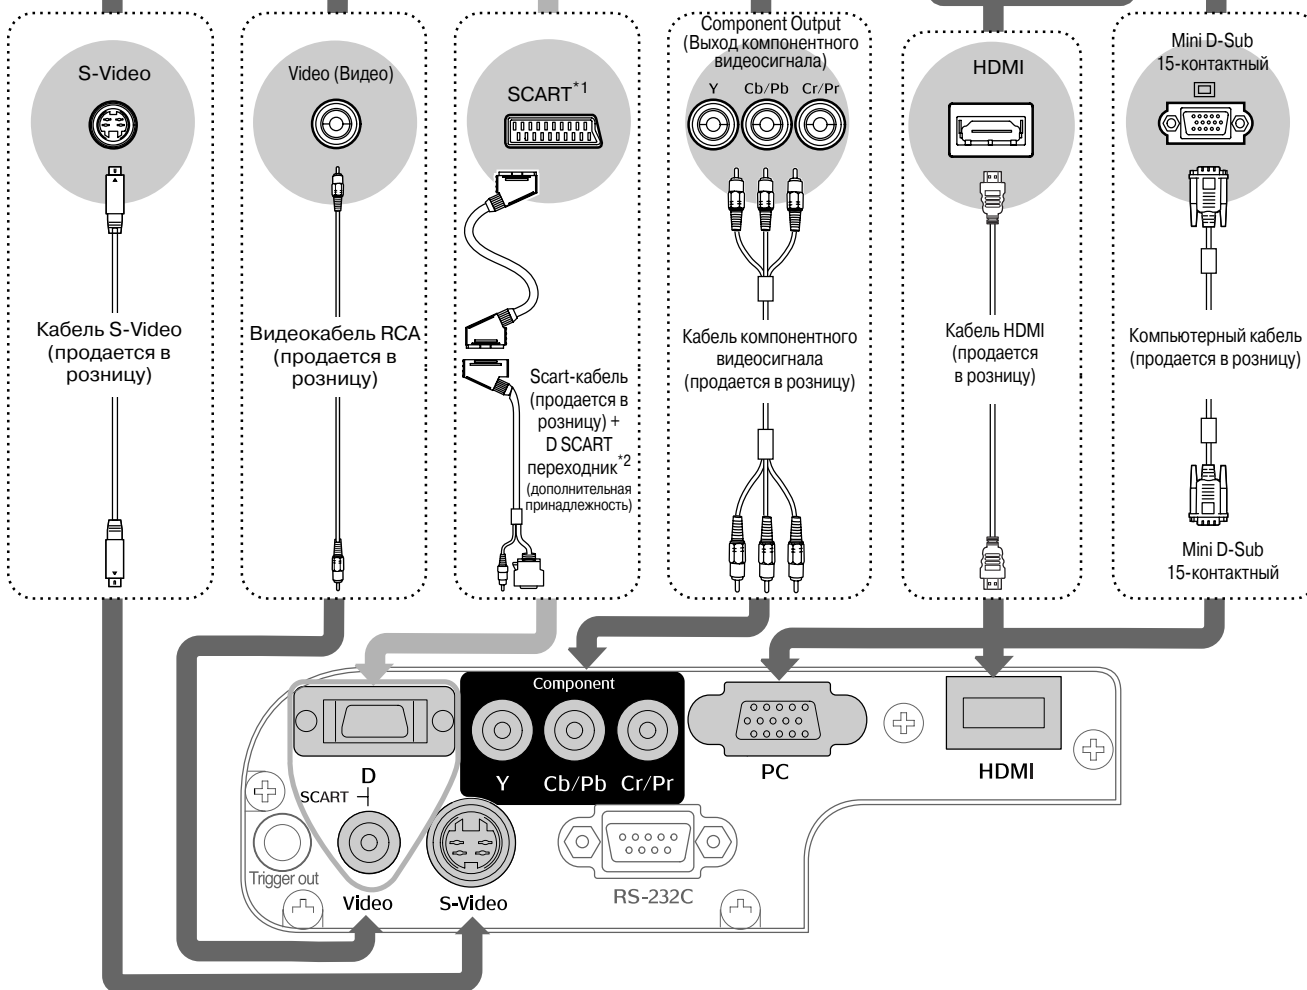 S-Video
Video (Видео)
SCART*1
Component Output
(Выход компонентного
видеосигнала)
Y Cb/Pb Cr/Pr
HDMI
Mini D-Sub
15-контактный
Кабель S-Video
(продается в
розницу)
Видеокабель RCA
(продается в
розницу)
Scart-кабель
(продается в
розницу) +
D SCART
переходник*2
(дополнительная
принадлежность)
Кабель компонентного
видеосигнала
(продается в розницу)
Кабель HDMI
(продается
в розницу)
Компьютерный кабель
(продается в розницу)
Mini D-Sub
15-контактный
Component
Y Cb/Pb Cr/Pr
D
SCART
PC
HDMI
Trigger out
Video
S-Video
RS-232C